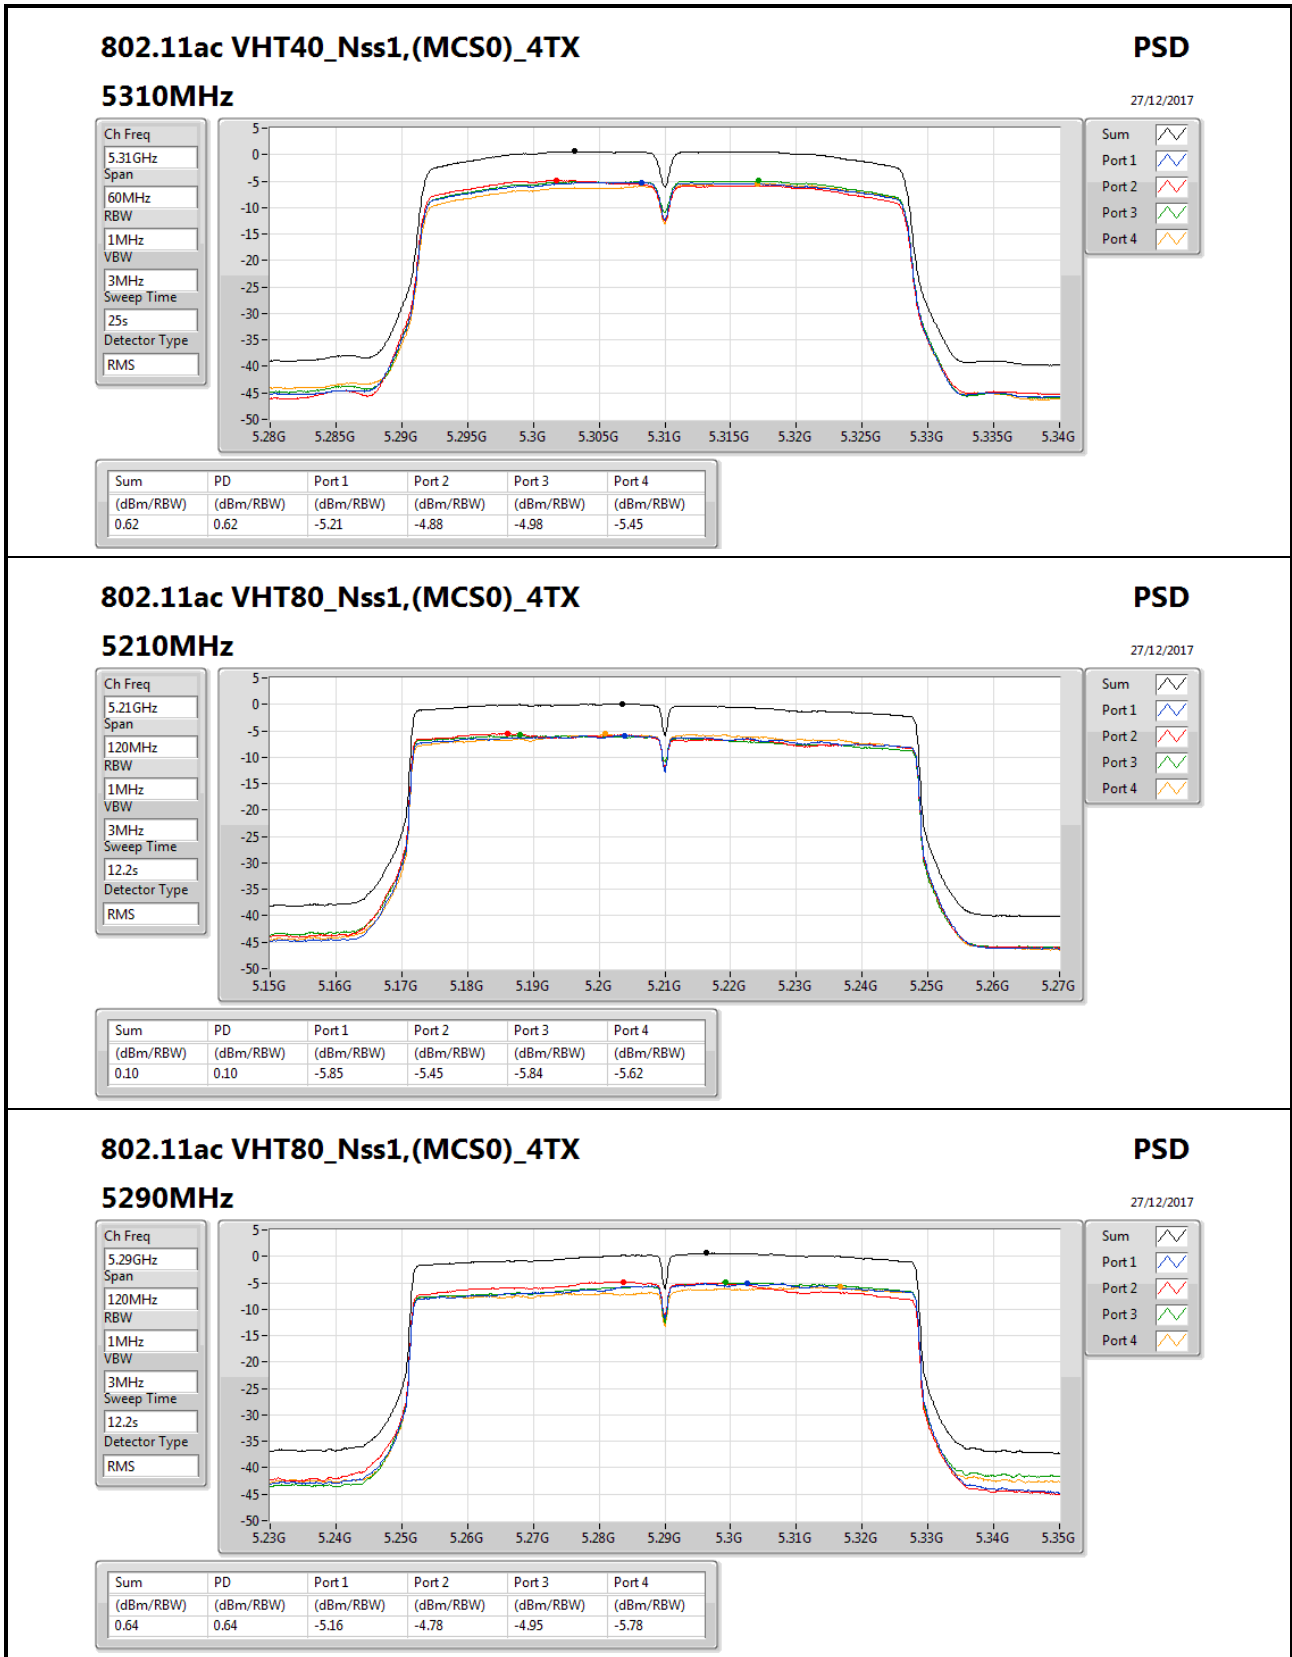 802.11ac VHT40_Nss1,(MCS0)_4TX PSD
5310MHz 27/12/2017
Ch Freq
5.31GHz
Span
60MHz
RBW
1MHz
VBW
3MHz
Sweep Time
25s
Detector Type
RMS
5
0
-5
-10
-15
-20
-25
-30
-35
-40
-45
-50
5.28G 5.285G 5.29G 5.295G 5.3G 5.305G 5.31G 5.315G 5.32G 5.325G 5.33G 5.335G 5.34G
Sum
Port 1
Port 2
Port 3
Port 4
Sum PD Port 1 Port 2 Port 3 Port 4
(dBm/RBW) (dBm/RBW) (dBm/RBW) (dBm/RBW) (dBm/RBW) (dBm/RBW)
0.62 0.62 -5.21 -4.88 -4.98 -5.45
802.11ac VHT80_Nss1,(MCS0)_4TX PSD
5210MHz 27/12/2017
Ch Freq
5.21GHz
Span
120MHz
RBW
1MHz
VBW
3MHz
Sweep Time
12.2s
Detector Type
RMS
5
0
-5
-10
-15
-20
-25
-30
-35
-40
-45
-50
5.15G 5.16G 5.17G 5.18G 5.19G 5.2G 5.21G 5.22G 5.23G 5.24G 5.25G 5.26G 5.27G
Sum
Port 1
Port 2
Port 3
Port 4
Sum PD Port 1 Port 2 Port 3 Port 4
(dBm/RBW) (dBm/RBW) (dBm/RBW) (dBm/RBW) (dBm/RBW) (dBm/RBW)
0.10 0.10 -5.85 -5.45 -5.84 -5.62
802.11ac VHT80_Nss1,(MCS0)_4TX PSD
5290MHz 27/12/2017
Ch Freq
5.29GHz
Span
120MHz
RBW
1MHz
VBW
3MHz
Sweep Time
12.2s
Detector Type
RMS
5
0
-5
-10
-15
-20
-25
-30
-35
-40
-45
-50
5.23G 5.24G 5.25G 5.26G 5.27G 5.28G 5.29G 5.3G 5.31G 5.32G 5.33G 5.34G 5.35G
Sum
Port 1
Port 2
Port 3
Port 4
Sum PD Port 1 Port 2 Port 3 Port 4
(dBm/RBW) (dBm/RBW) (dBm/RBW) (dBm/RBW) (dBm/RBW) (dBm/RBW)
0.64 0.64 -5.16 -4.78 -4.95 -5.78